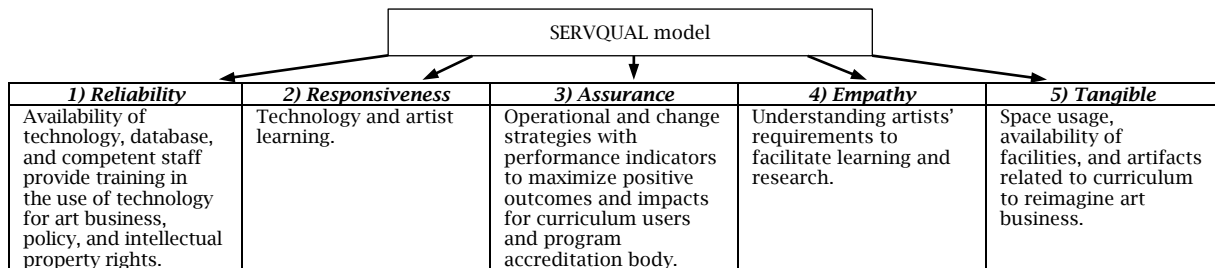 SERVQUAL model
1) Reliability
Availability of
technology, database,
and competent staff
provide training in
the use of technology
for art business,
policy, and intellectual
property rights.
2) Responsiveness
Technology and artist
learning.
3) Assurance
Operational and change
strategies with
performance indicators
to maximize positive
outcomes and impacts
for curriculum users
and program
accreditation body.
4) Empathy
Understanding artists’
requirements to
facilitate learning and
research.
5) Tangible
Space usage,
availability of
facilities, and artifacts
related to curriculum
to reimagine art
business.